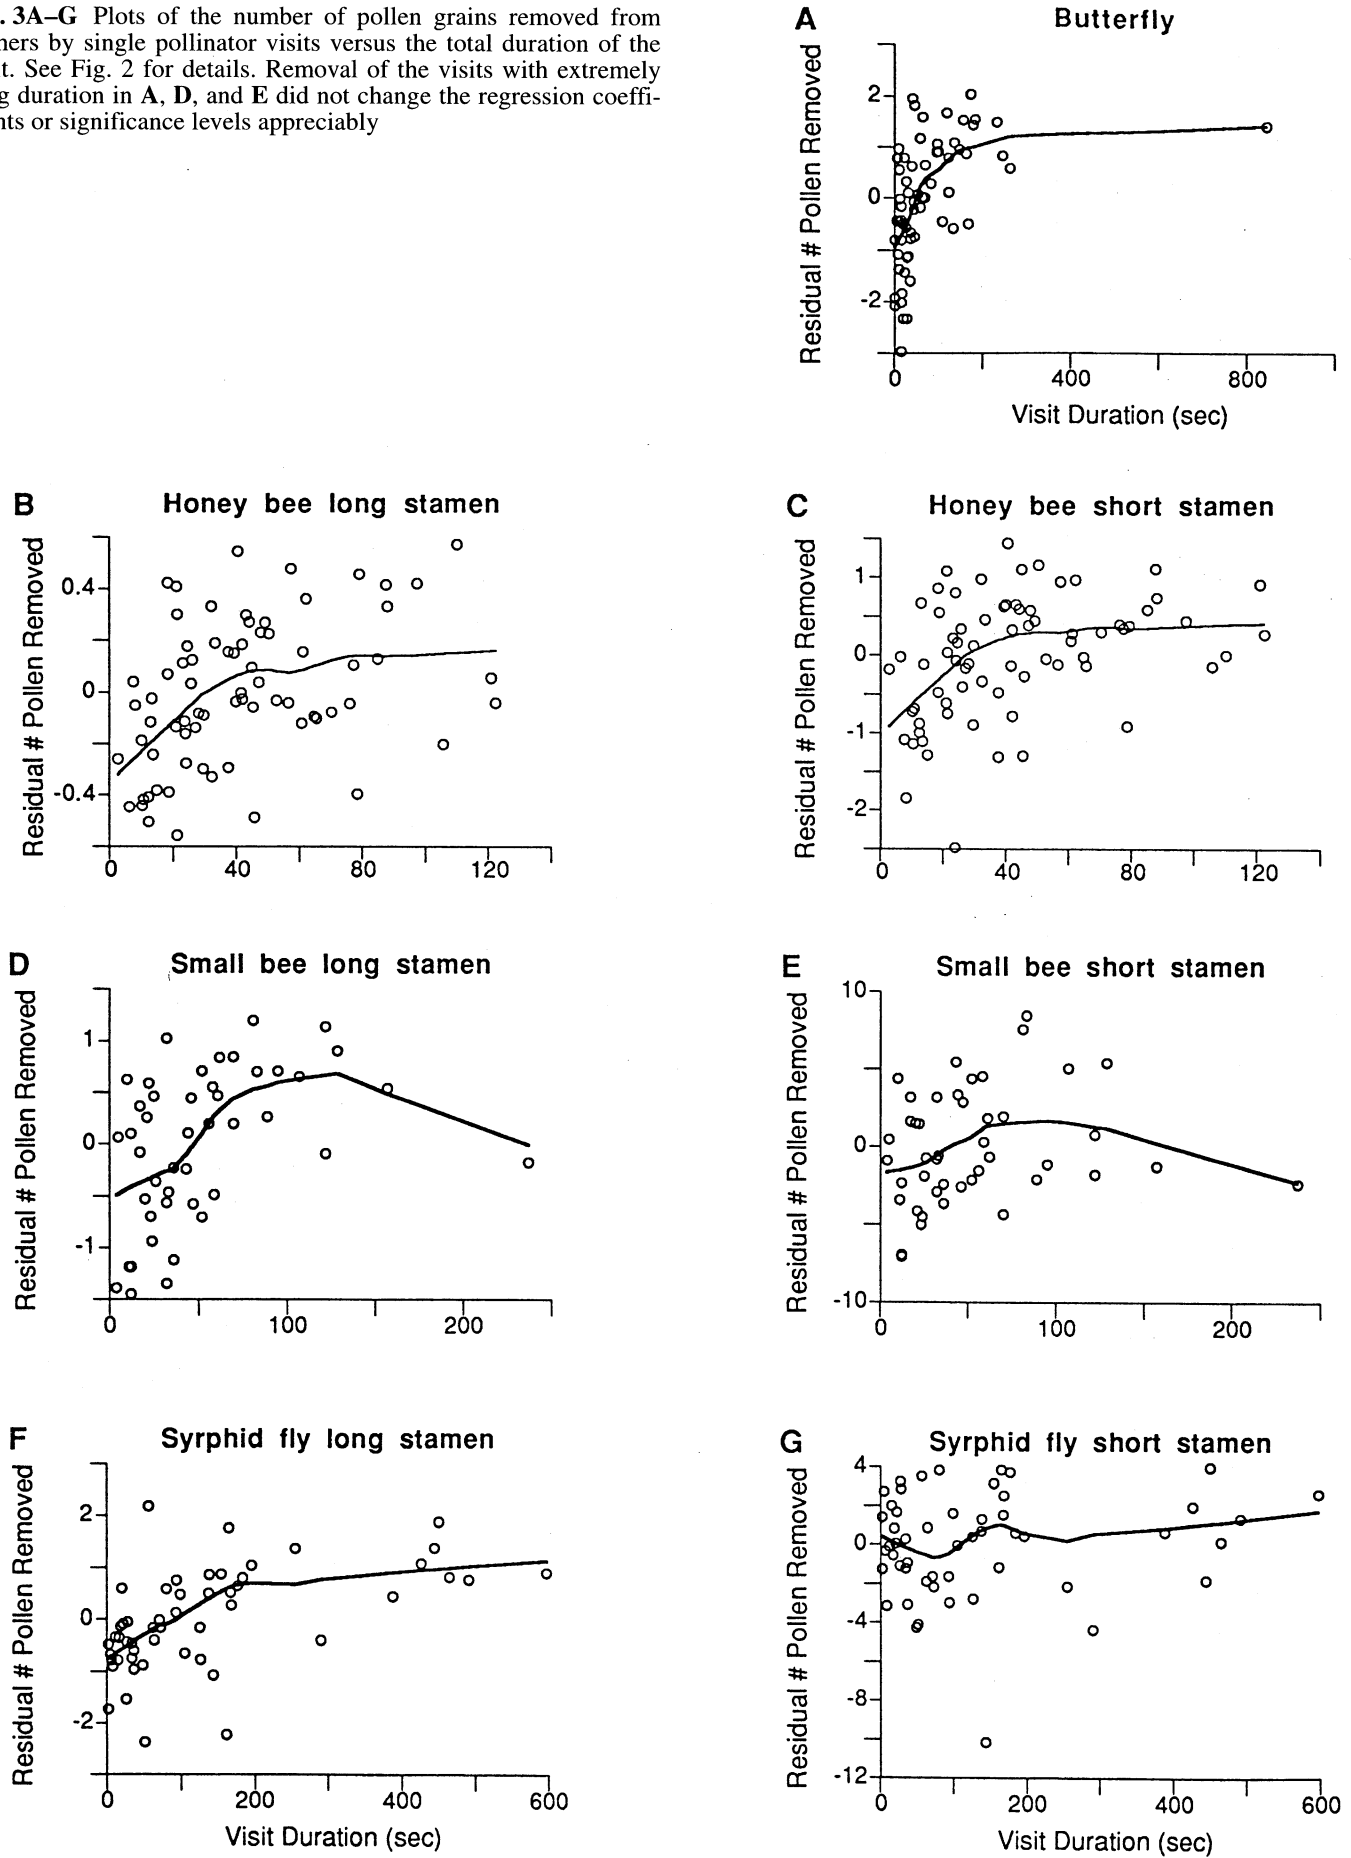 . 3A–G Plots of the number of pollen grains removed from
ners by single pollinator visits versus the total duration of the
t. See Fig. 2 for details. Removal of the visits with extremely
g duration in A, D, and E did not change the regression coeffi-
nts or significance levels appreciably
A Butterfly
Residual # Pollen Removed
2
0
-2
0 400 800
Visit Duration (sec)
B Honey bee long stamen
Residual # Pollen Removed
0.4
0
-0.4
0 40 80 120
C Honey bee short stamen
Residual # Pollen Removed
1
0
-1
-2
0 40 80 120
D Small bee long stamen
Residual # Pollen Removed
1
0
-1
0 100 200
E Small bee short stamen
Residual # Pollen Removed
10
0
-10
0 100 200
F Syrphid fly long stamen
Residual # Pollen Removed
2
0
-2
0 200 400 600
Visit Duration (sec)
G Syrphid fly short stamen
Residual # Pollen Removed
4
0
-4
-8
-12
0 200 400 600
Visit Duration (sec)